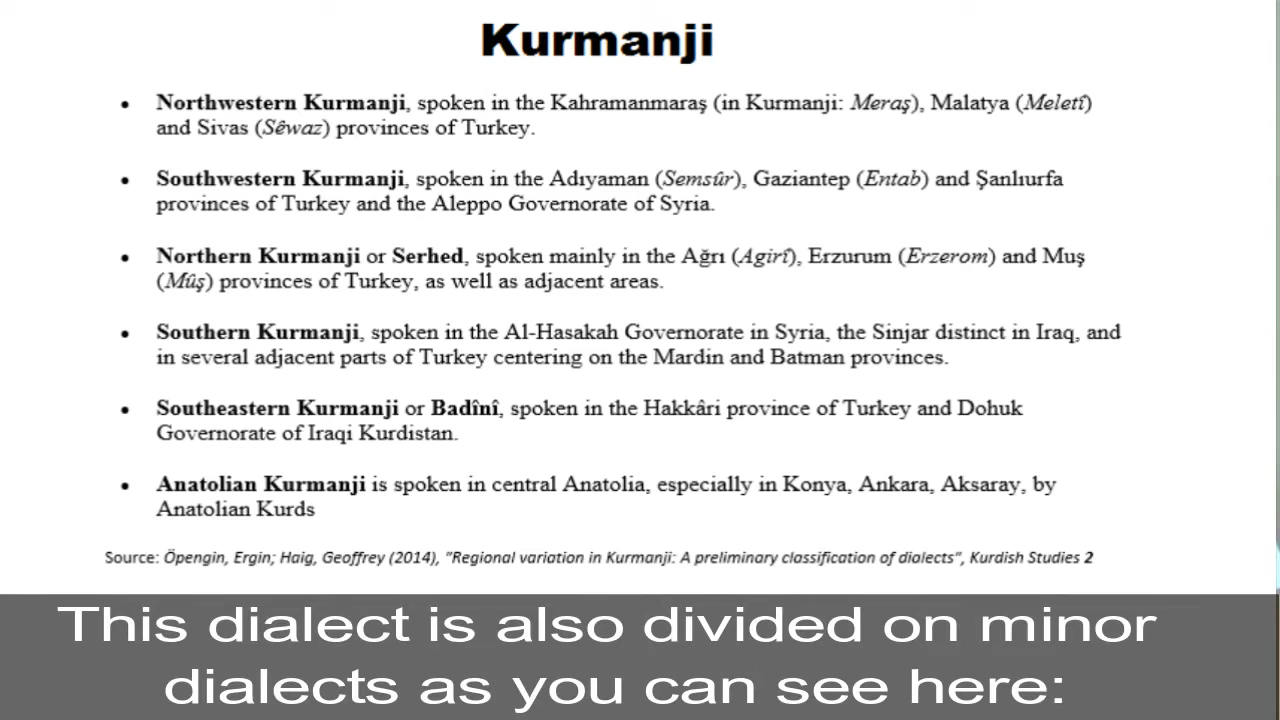 Kurmanji
• Northwestern Kurmanji, spoken in the Kahramanmaraş (in Kurmanji: Meraş), Malatya (Meletî)
and Sivas (Sêwaz) provinces of Turkey.
• Southwestern Kurmanji, spoken in the Adıyaman (Semsûr), Gaziantep (Entab) and Şanlıurfa
provinces of Turkey and the Aleppo Governorate of Syria.
• Northern Kurmanji or Serhed, spoken mainly in the Ağrı (Agirî), Erzurum (Erzerom) and Muş
(Mûş) provinces of Turkey, as well as adjacent areas.
• Southern Kurmanji, spoken in the Al-Hasakah Governorate in Syria, the Sinjar distinct in Iraq, and
in several adjacent parts of Turkey centering on the Mardin and Batman provinces.
• Southeastern Kurmanji or Badînî, spoken in the Hakkâri province of Turkey and Dohuk
Governorate of Iraqi Kurdistan.
• Anatolian Kurmanji is spoken in central Anatolia, especially in Konya, Ankara, Aksaray, by
Anatolian Kurds
Source: Öpengin, Ergin; Haig, Geoffrey (2014), "Regional variation in Kurmanji: A preliminary classification of dialects", Kurdish Studies 2
This dialect is also divided on minor
dialects as you can see here: